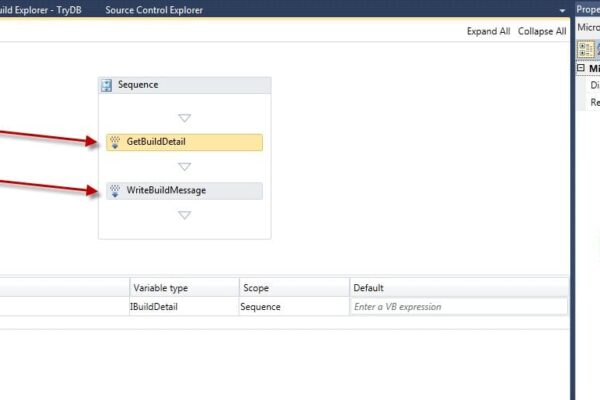 uild Explorer - TryDB Source Control Explorer
Prope
Expand All Collapse All
Micro
Mi
Di
Re
Sequence
GetBuildDetail
WriteBuildMessage
Variable type Scope Default
IBuildDetail Sequence Enter a VB expression